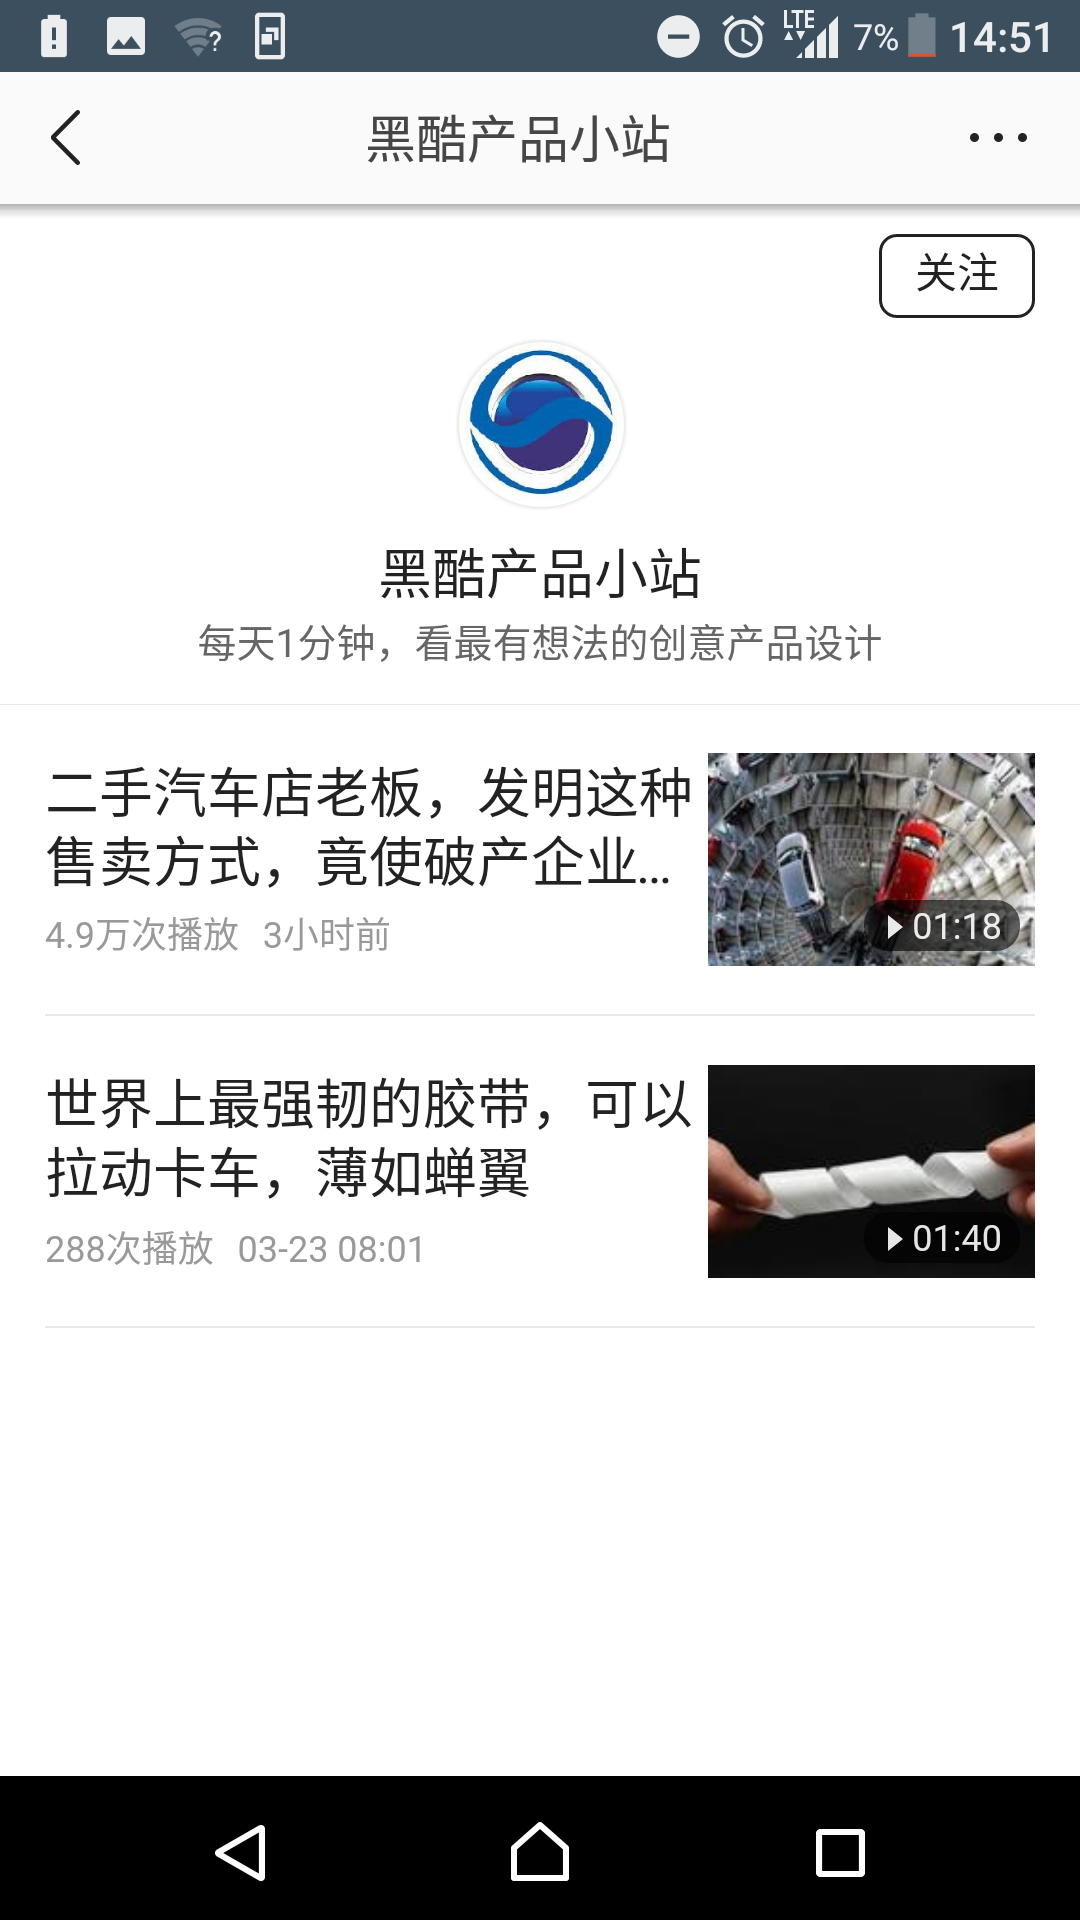 LTE 7% 14:51
黑酷产品小站
关注
黑酷产品小站
每天1分钟，看最有想法的创意产品设计
二手汽车店老板，发明这种
售卖方式，竟使破产企业...
4.9万次播放 3小时前
01:18
世界上最强韧的胶带，可以
拉动卡车，薄如蝉翼
288次播放 03-23 08:01
01:40